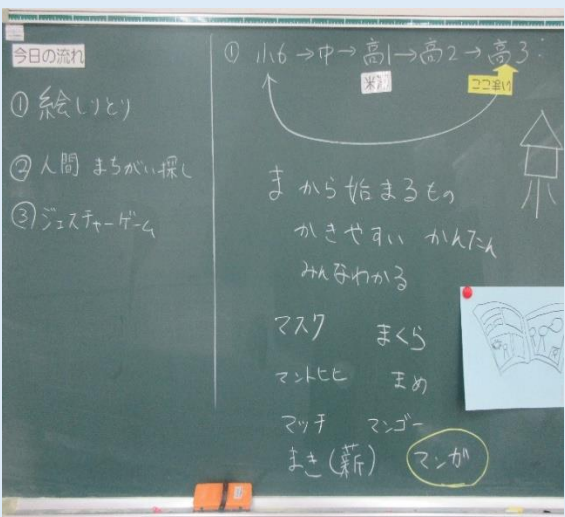 今日の流れ
① 絵しりとり
② 人間 まちがい探し
③ ジェスチャーゲーム
① 小6→中→高1→高2→高3
まから始まるもの
かきやすい かんたん
みんなわかる
マスク まくら
マントヒヒ まめ
マッチ マンゴー
まき(薪) マンガ